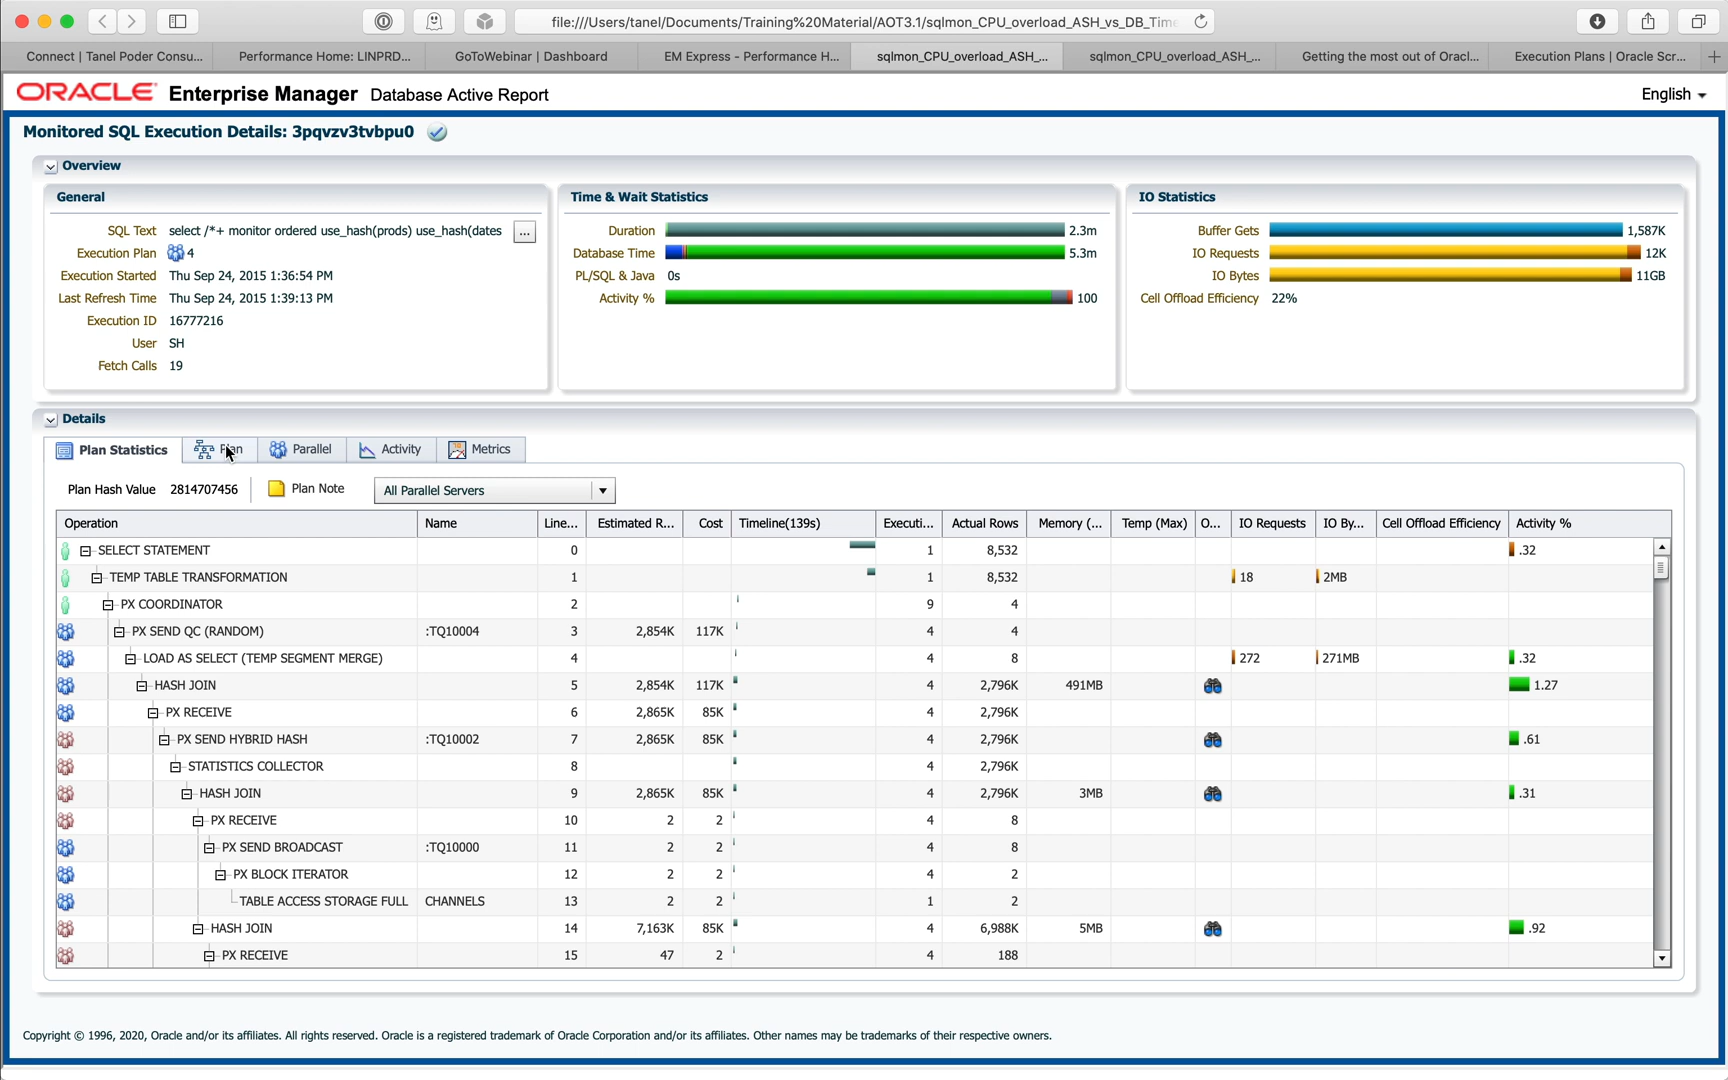 file:///Users/tanel/Documents/Training%20Material/AOT3.1/sqlmon_CPU_overload_ASH_vs_DB_Time
Connect | Tanel Poder Consu... Performance Home: LINPRD... GoToWebinar | Dashboard EM Express - Performance H... sqlmon_CPU_overload_ASH_... sqlmon_CPU_overload_ASH_... Getting the most out of Oracl... Execution Plans | Oracle Scr...
ORACLE Enterprise Manager Database Active Report English
Monitored SQL Execution Details: 3pqvzv3tvbpu0
Overview
General
SQL Text select /*+ monitor ordered use_hash(prods) use_hash(dates ...
Execution Plan 4
Execution Started Thu Sep 24, 2015 1:36:54 PM
Last Refresh Time Thu Sep 24, 2015 1:39:13 PM
Execution ID 16777216
User SH
Fetch Calls 19
Time & Wait Statistics
Duration 2.3m
Database Time 5.3m
PL/SQL & Java 0s
Activity % 100
IO Statistics
Buffer Gets 1,587K
IO Requests 12K
IO Bytes 11GB
Cell Offload Efficiency 22%
Details
Plan Statistics Plan Parallel Activity Metrics
Plan Hash Value 2814707456 Plan Note All Parallel Servers
Operation Name Line... Estimated R... Cost Timeline(139s) Executi... Actual Rows Memory (... Temp (Max) O... IO Requests IO By... Cell Offload Efficiency Activity %
SELECT STATEMENT 0 1 8,532 .32
TEMP TABLE TRANSFORMATION 1 1 8,532 18 2MB
PX COORDINATOR 2 9 4
PX SEND QC (RANDOM) :TQ10004 3 2,854K 117K 4 4
LOAD AS SELECT (TEMP SEGMENT MERGE) 4 4 8 272 271MB .32
HASH JOIN 5 2,854K 117K 4 2,796K 491MB 1.27
PX RECEIVE 6 2,865K 85K 4 2,796K
PX SEND HYBRID HASH :TQ10002 7 2,865K 85K 4 2,796K .61
STATISTICS COLLECTOR 8 4 2,796K
HASH JOIN 9 2,865K 85K 4 2,796K 3MB .31
PX RECEIVE 10 2 2 4 8
PX SEND BROADCAST :TQ10000 11 2 2 4 8
PX BLOCK ITERATOR 12 2 2 4 2
TABLE ACCESS STORAGE FULL CHANNELS 13 2 2 1 2
HASH JOIN 14 7,163K 85K 4 6,988K 5MB .92
PX RECEIVE 15 47 2 4 188
Copyright © 1996, 2020, Oracle and/or its affiliates. All rights reserved. Oracle is a registered trademark of Oracle Corporation and/or its affiliates. Other names may be trademarks of their respective owners.